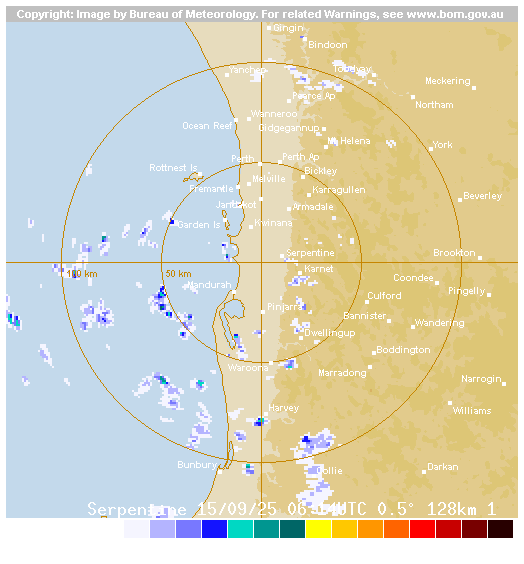 Copyright: Image by Bureau of Meteorology. For related Warnings, see www.bom.gov.au
Gingin
Bindoon
Yanchep
Toodyay
Meckering
Pearce Ap
Northam
Wanneroo
Ocean Reef
Gidgegannup
Mt Helena
York
Perth
Perth Ap
Rottnest Is
Bickley
Melville
Fremantle
Karragullen
Beverley
Jandakot
Armadale
Garden Is
Kwinana
Serpentine
Brookton
100 km
50 km
Karnet
Coondee
Mandurah
Pingelly
Cufford
Pinjarra
Bannister
Wandering
Dwellingup
Boddington
Waroona
Marradong
Narrogin
Harvey
Williams
Bunbury
Collie
Darkan
Serpentine 15/09/25 UTC 0.5° 128km 1